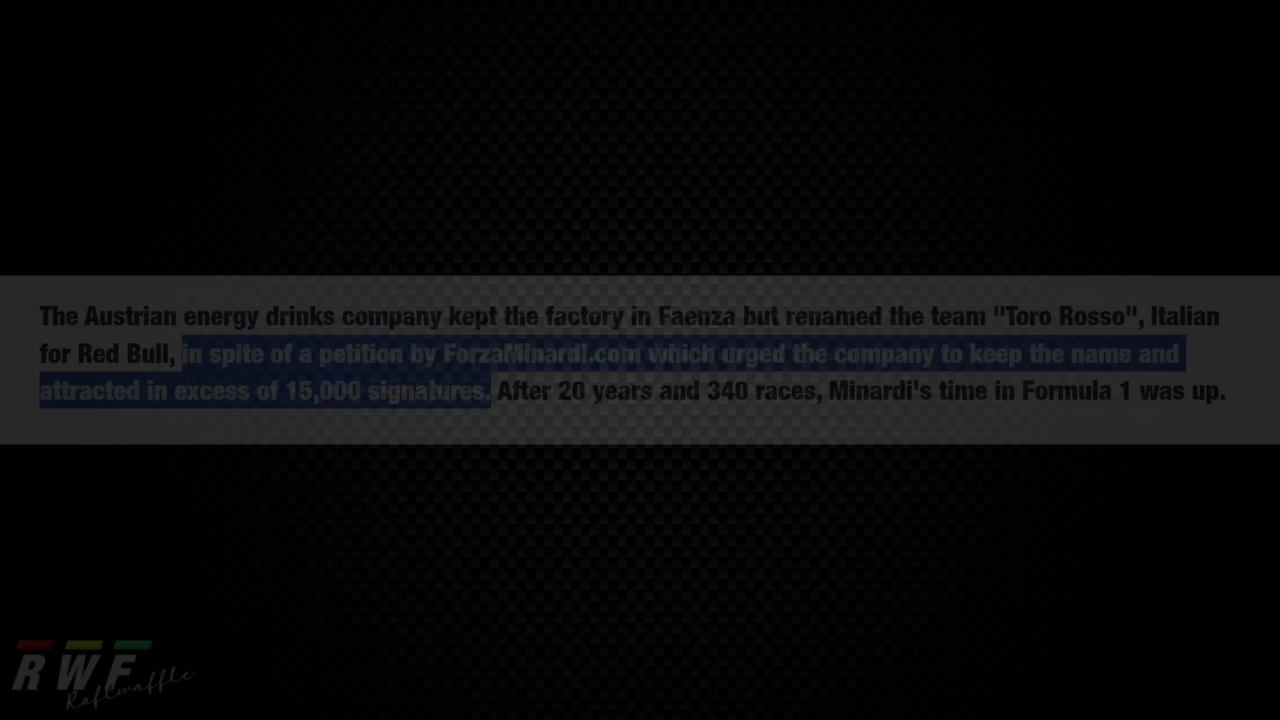 The Austrian energy drinks company kept the factory in Faenza but renamed the team "Toro Rosso", Italian
for Red Bull, in spite of a petition by ForzaMinardi.com which urged the company to keep the name and
attracted in excess of 15,000 signatures. After 20 years and 340 races, Minardi's time in Formula 1 was up.
RWF
Raflwaffle